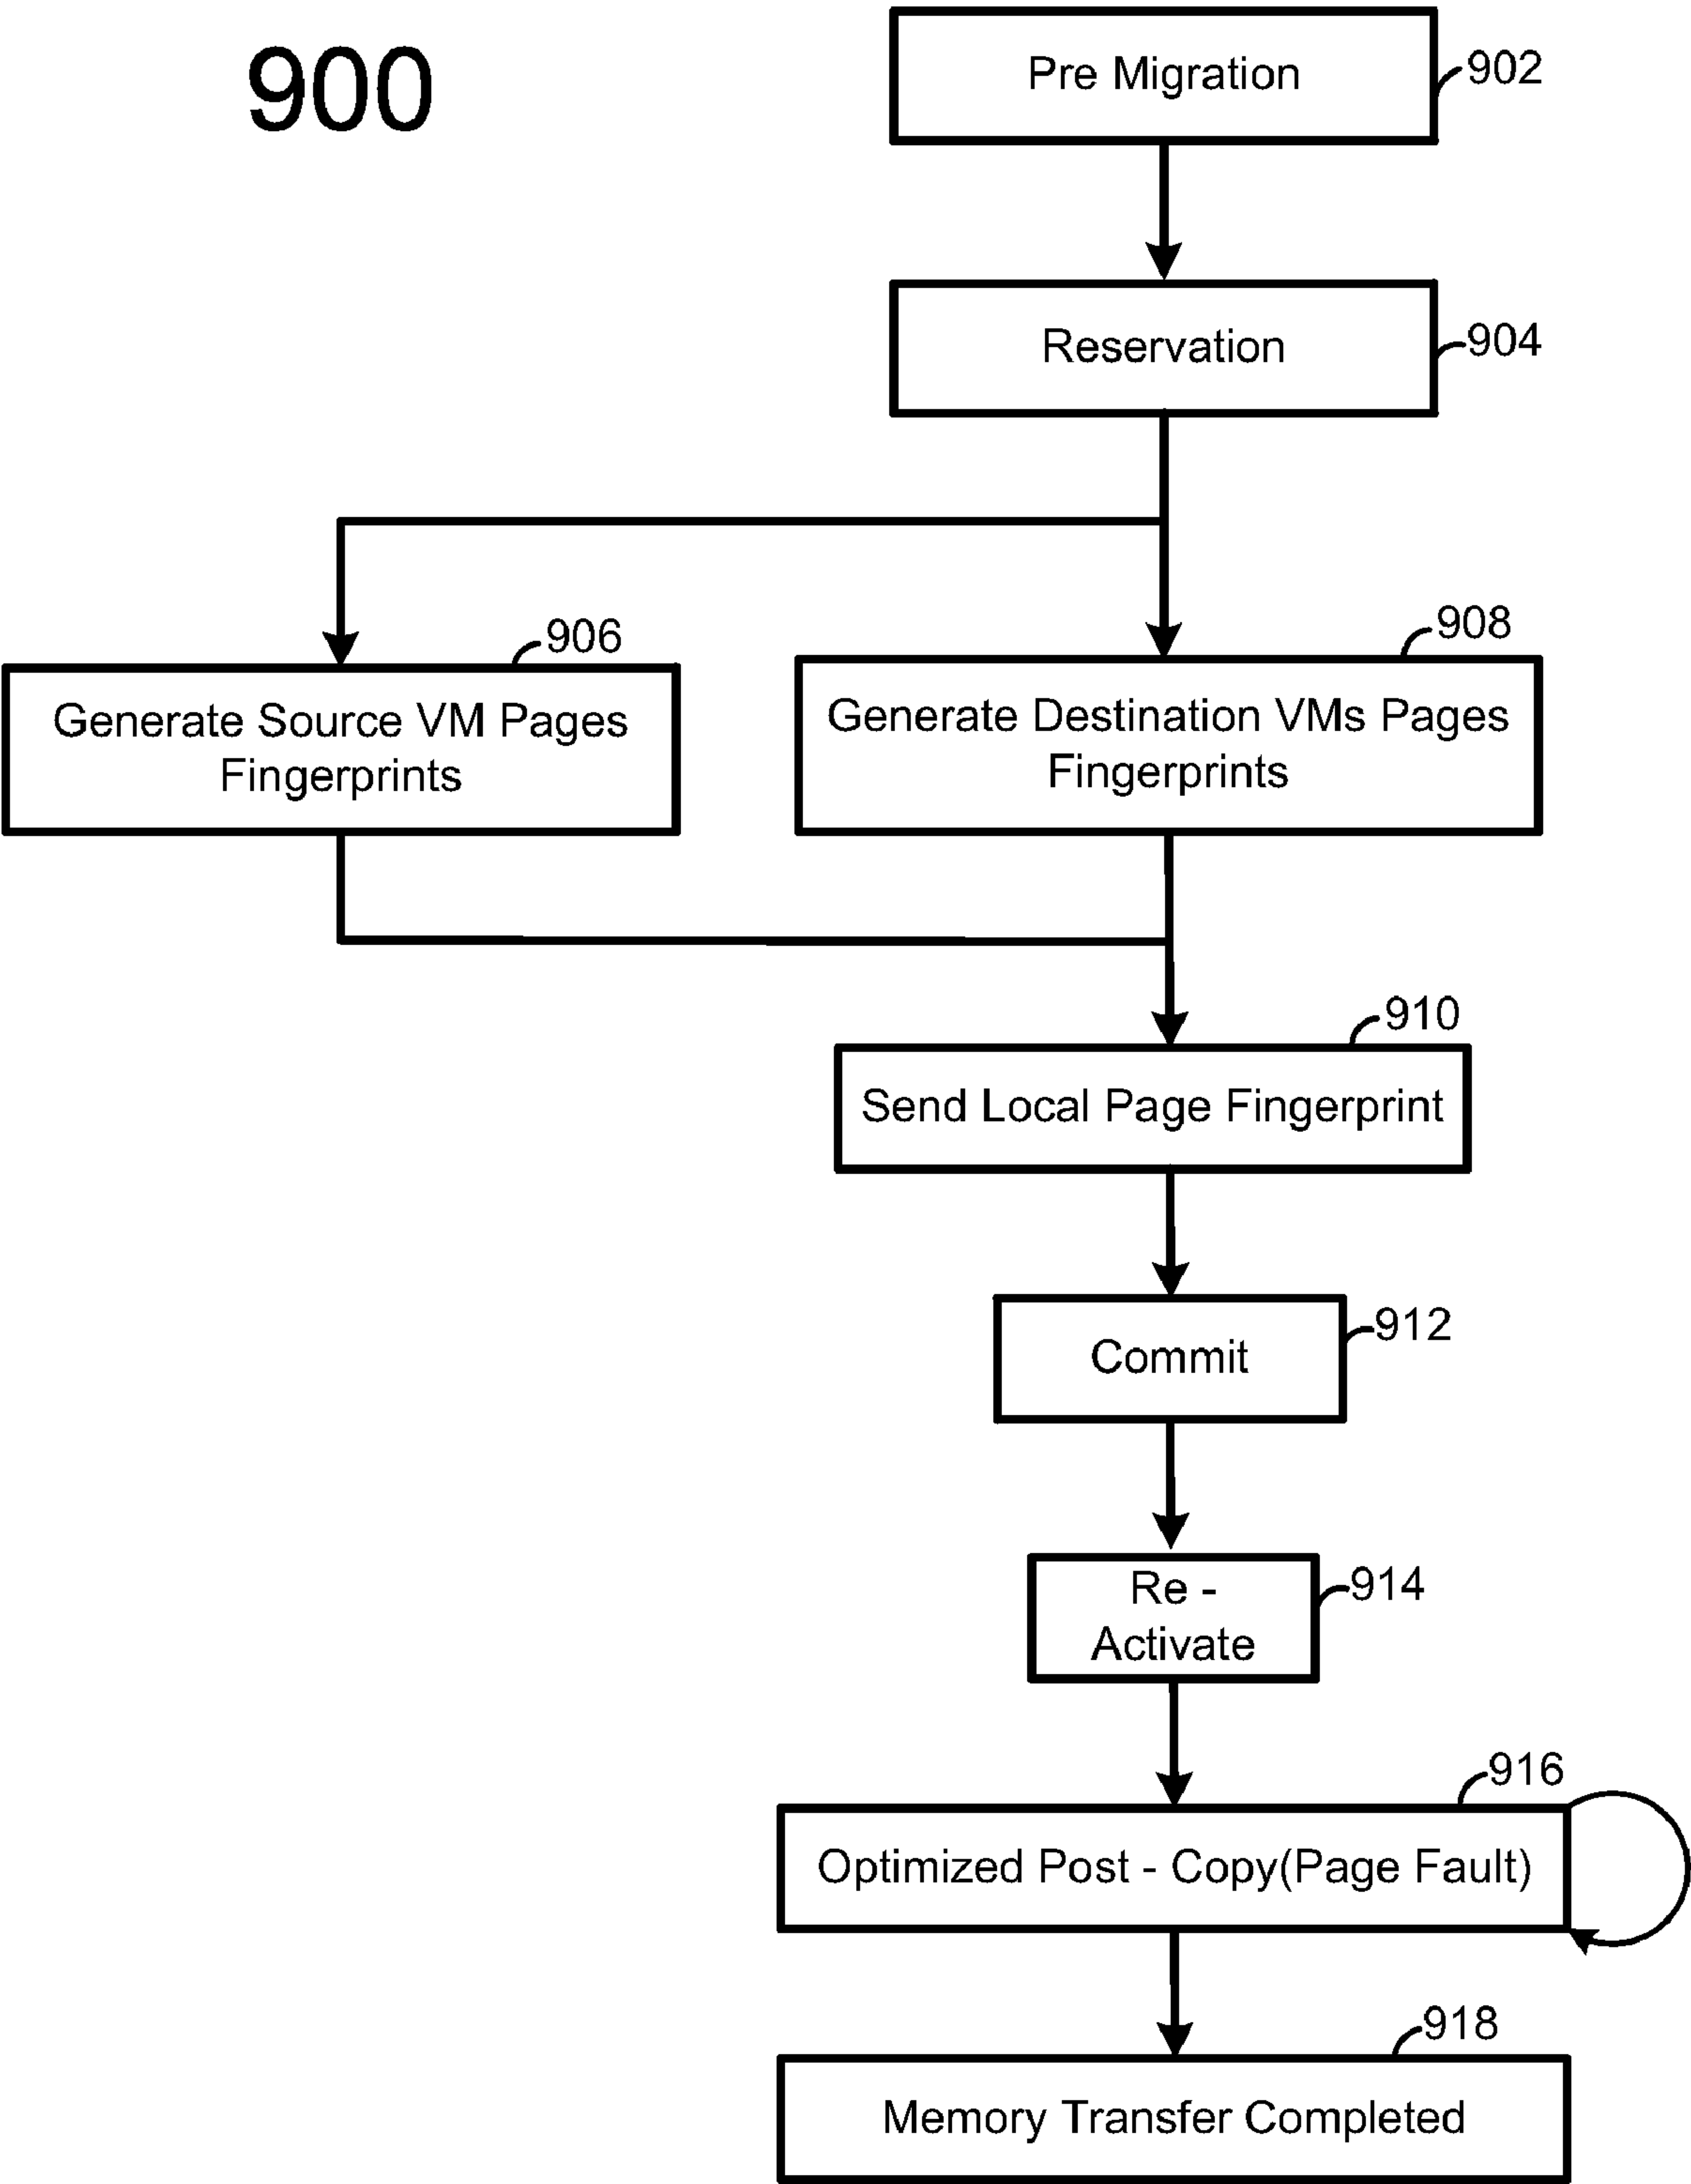 900
Pre Migration
902
Reservation
904
906
Generate Source VM Pages
Fingerprints
908
Generate Destination VMs Pages
Fingerprints
910
Send Local Page Fingerprint
Commit
912
Re -
Activate
914
916
Optimized Post - Copy(Page Fault)
918
Memory Transfer Completed